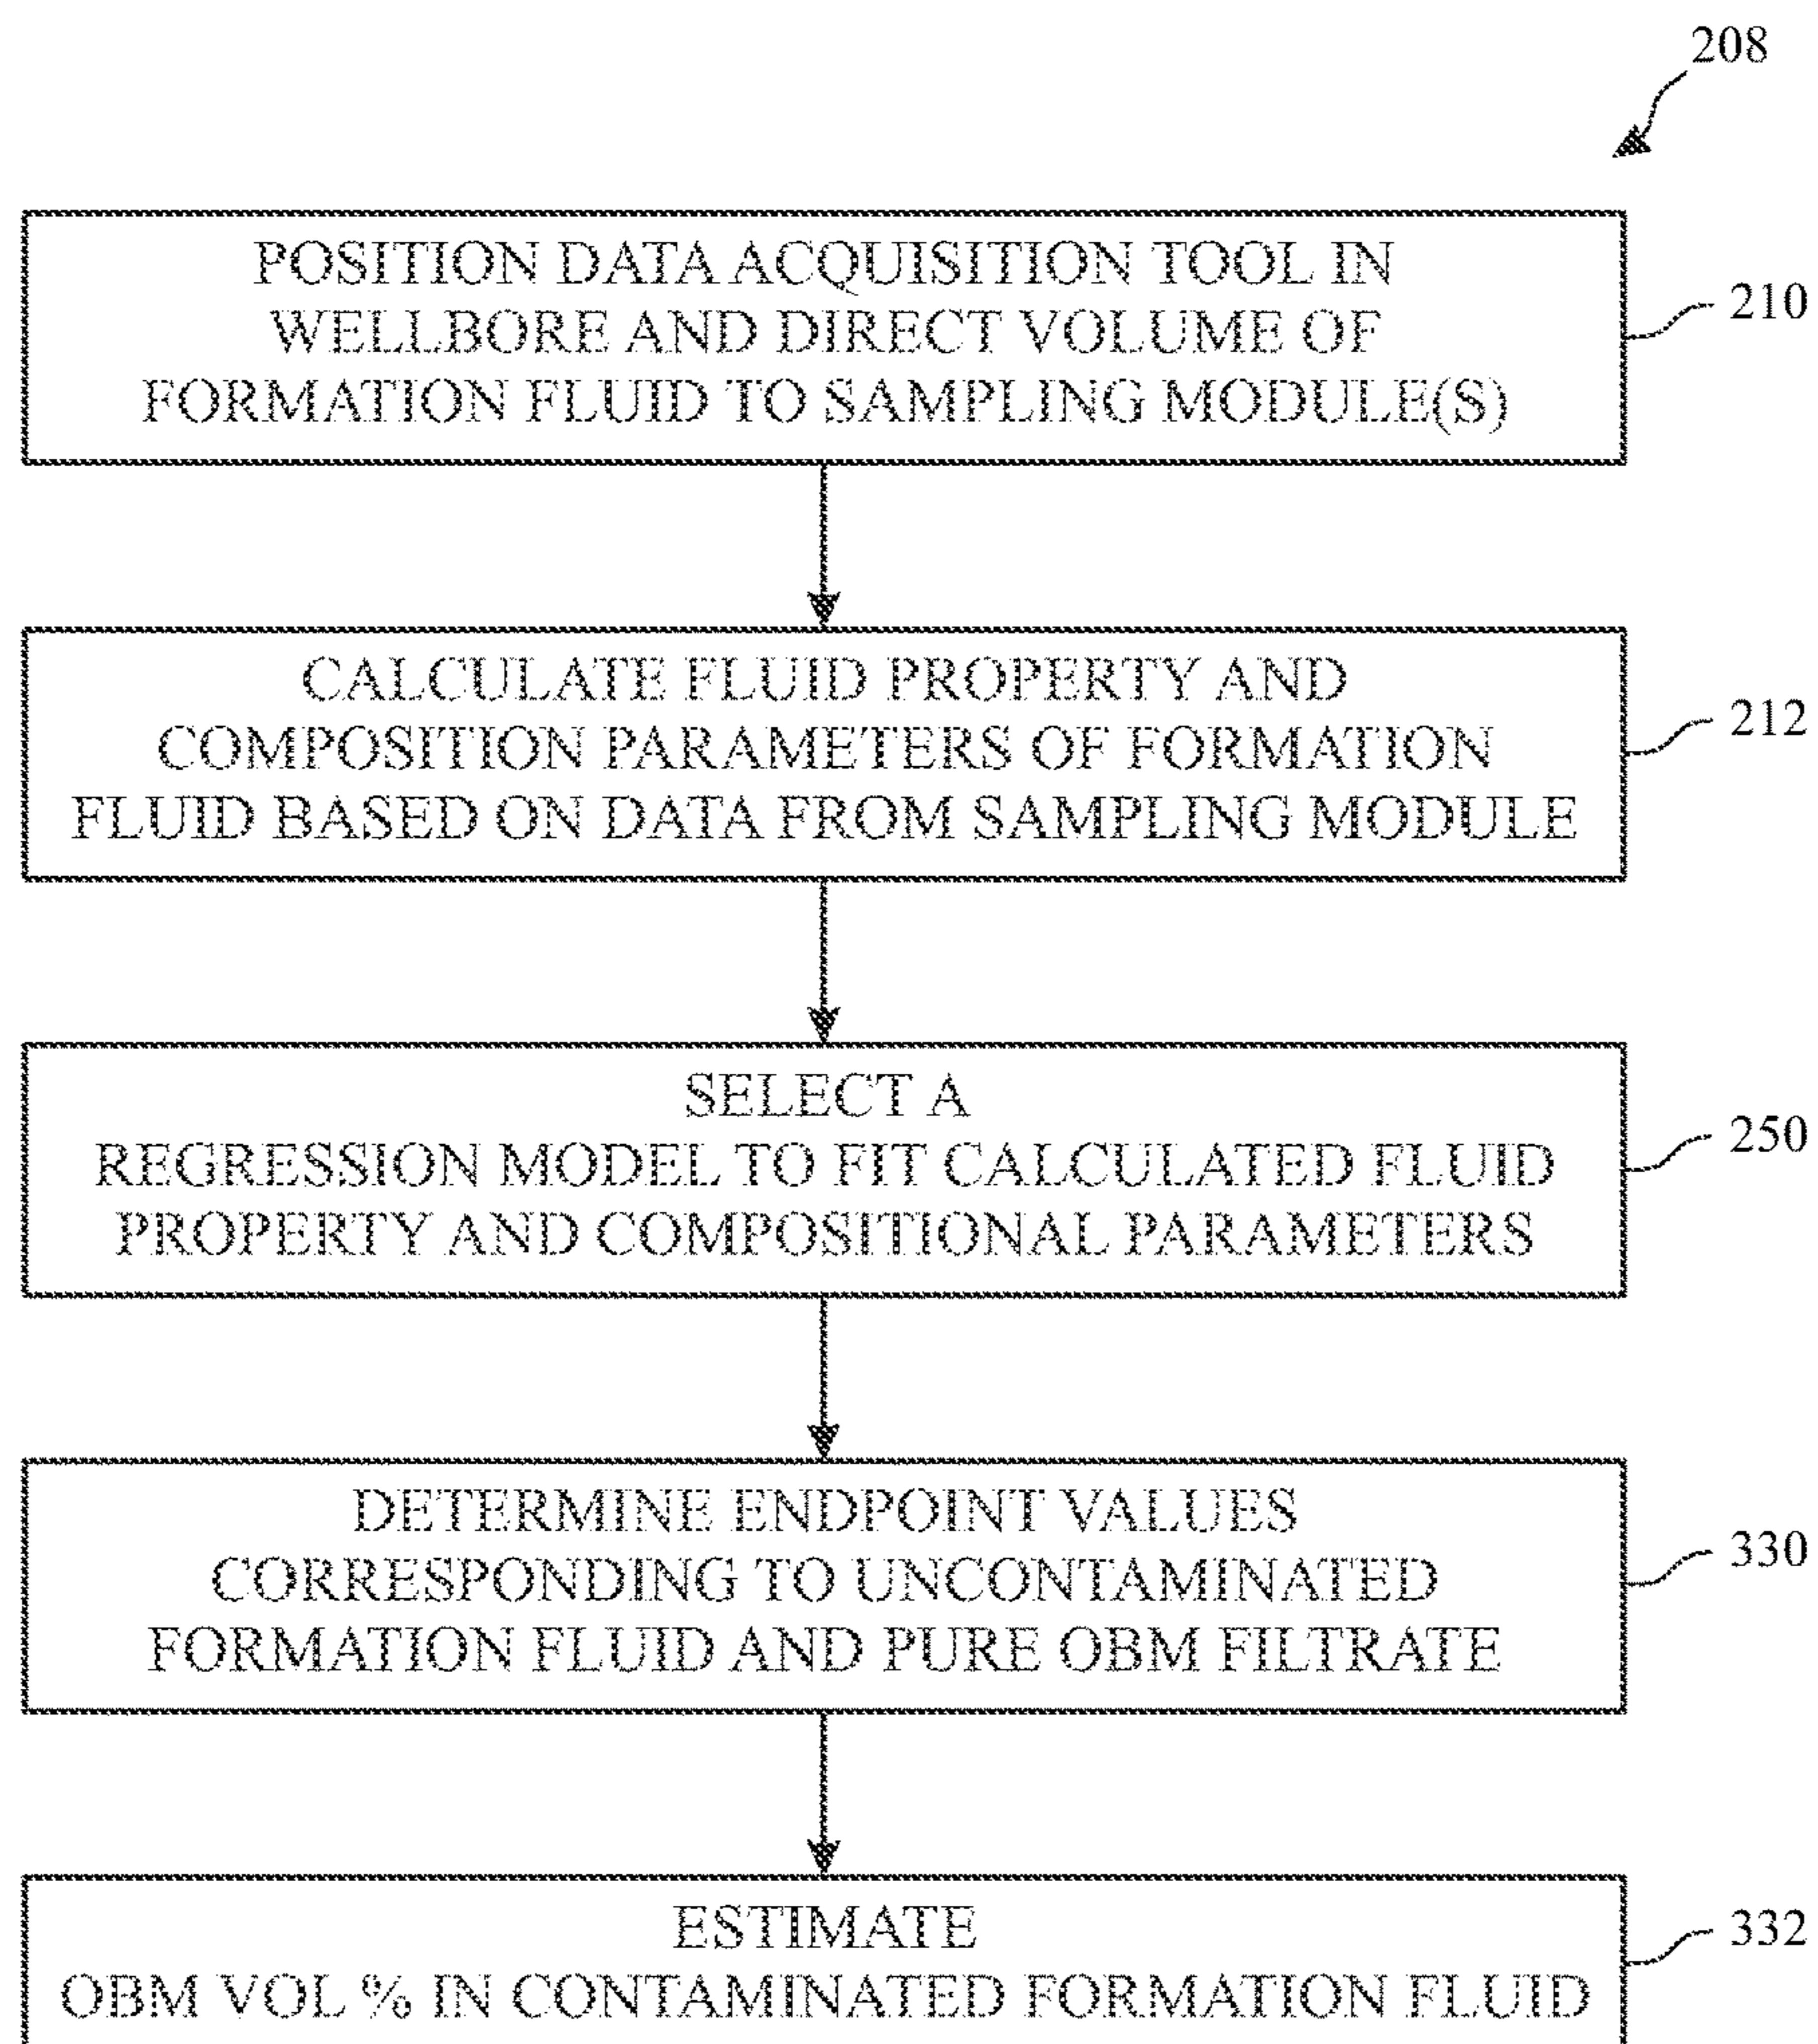 208
POSITION DATA ACQUISITION TOOL IN
WELLBORE AND DIRECT VOLUME OF
FORMATION FLUID TO SAMPLING MODULE(S)
210
CALCULATE FLUID PROPERTY AND
COMPOSITION PARAMETERS OF FORMATION
FLUID BASED ON DATA FROM SAMPLING MODULE
212
SELECT A
REGRESSION MODEL TO FIT CALCULATED FLUID
PROPERTY AND COMPOSITIONAL PARAMETERS
250
DETERMINE ENDPOINT VALUES
CORRESPONDING TO UNCONTAMINATED
FORMATION FLUID AND PURE OBM FILTRATE
330
ESTIMATE
OBM VOL % IN CONTAMINATED FORMATION FLUID
332